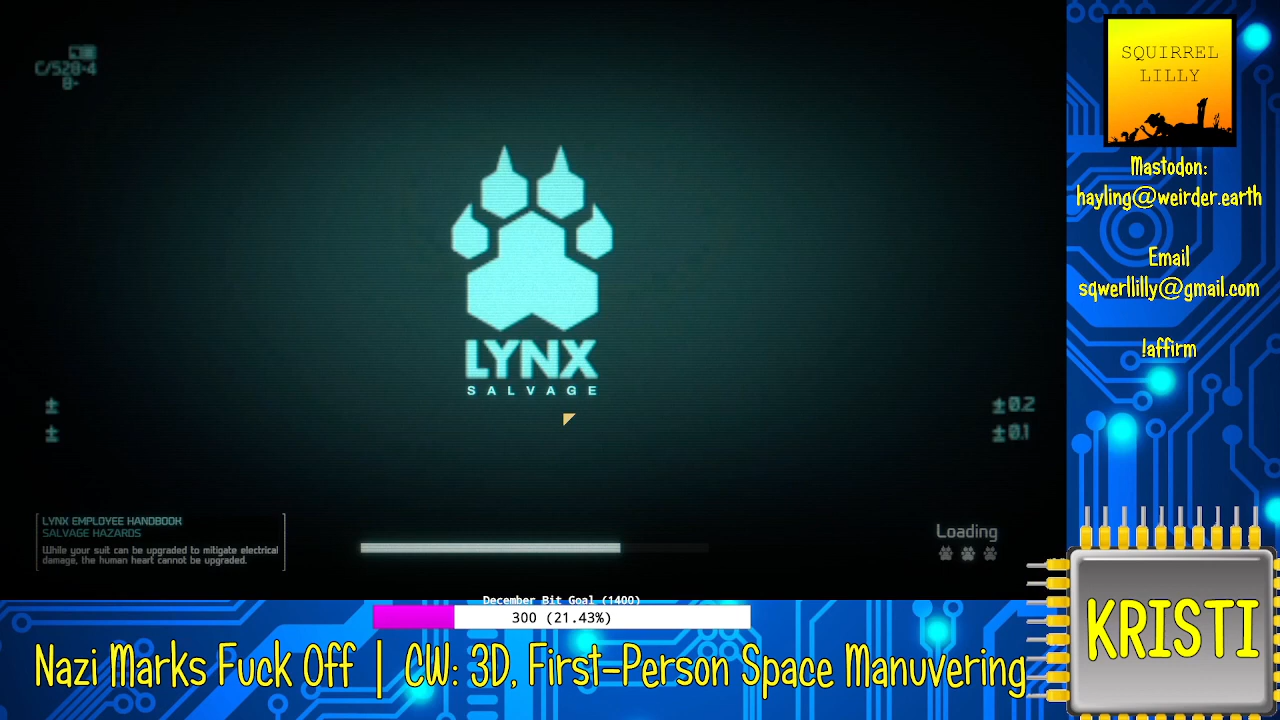 C/528-4
8-
LYNX
SALVAGE
±
±
±0.2
±0.1
LYNX EMPLOYEE HANDBOOK
SALVAGE HAZARDS
While your suit can be upgraded to mitigate electrical
damage, the human heart cannot be upgraded.
Loading
December Bit Goal (1400)
300 (21.43%)
Nazi Marks Fuck Off | CW: 3D, First-Person Space Manuvering
SQUIRREL
LILLY
Mastodon:
hayling@weirder.earth
Email
sqwerllilly@gmail.com
!affirm
KRISTI